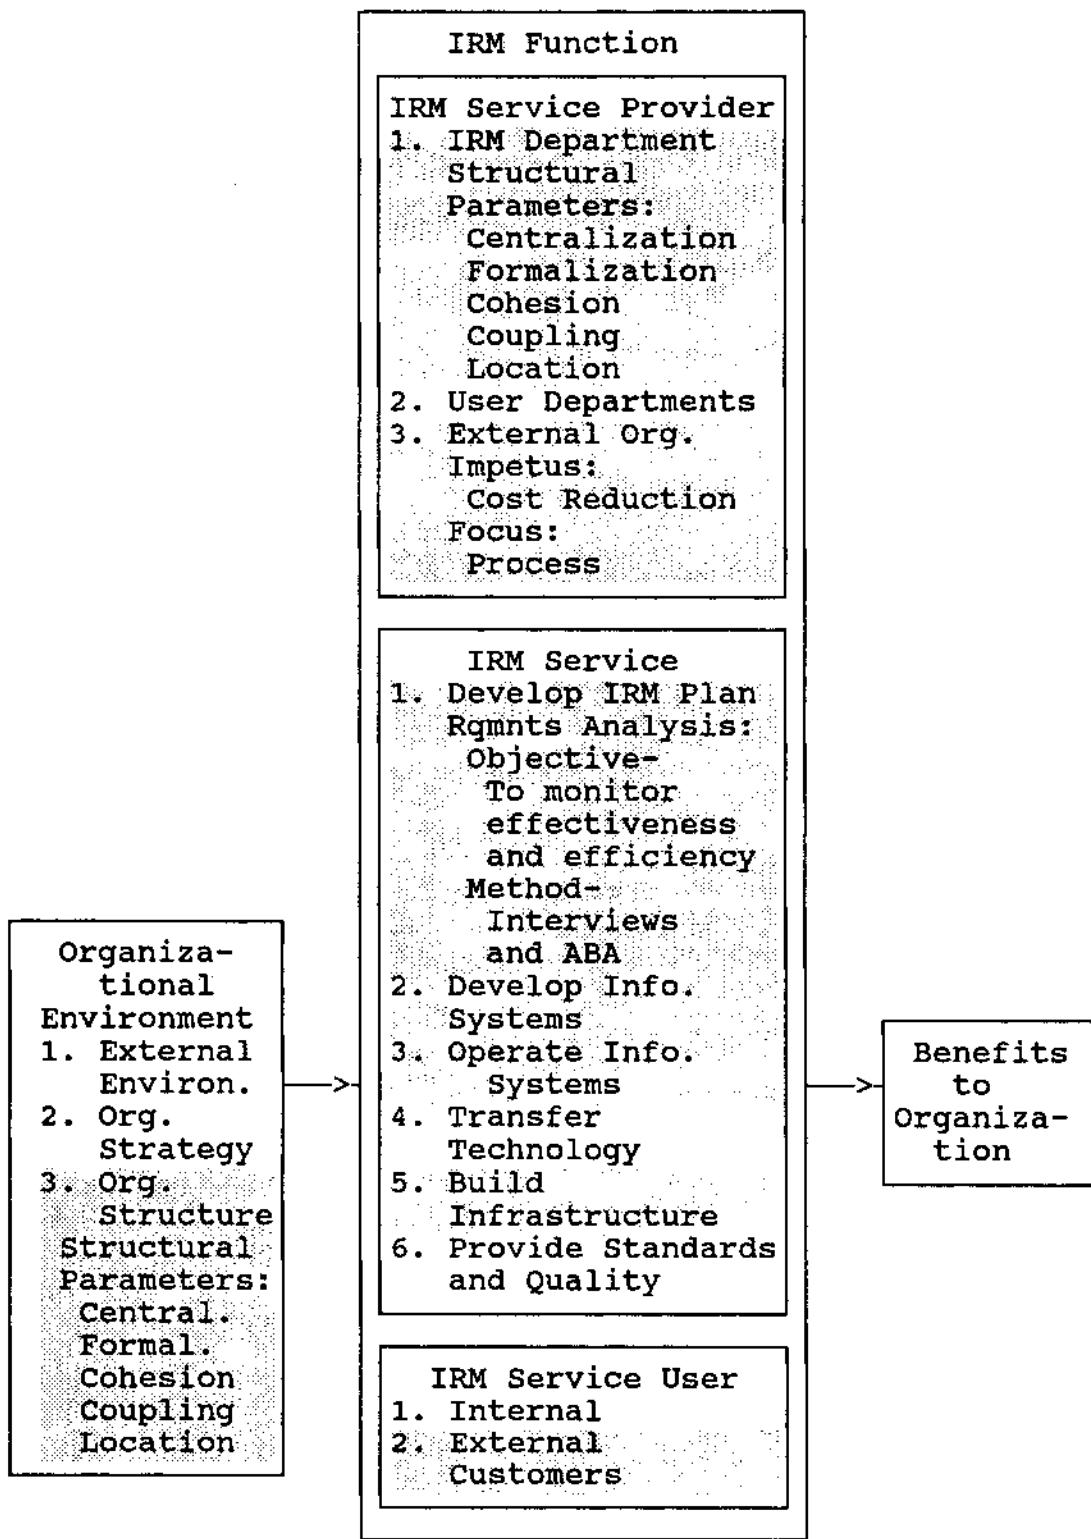 IRM Function
IRM Service Provider
1. IRM Department
Structural
Parameters:
Centralization
Formalization
Cohesion
Coupling
Location
2. User Departments
3. External Org.
Impetus:
Cost Reduction
Focus:
Process
IRM Service
1. Develop IRM Plan
Rqmnts Analysis:
Objective-
To monitor
effectiveness
and efficiency
Method-
Interviews
and ABA
2. Develop Info.
Systems
3. Operate Info.
Systems
4. Transfer
Technology
5. Build
Infrastructure
6. Provide Standards
and Quality
IRM Service User
1. Internal
2. External
Customers
Organiza-
tional
Environment
1. External
Environ.
2. Org.
Strategy
3. Org.
Structure
Structural
Parameters:
Central.
Formal.
Cohesion
Coupling
Location
Benefits
to
Organiza-
tion